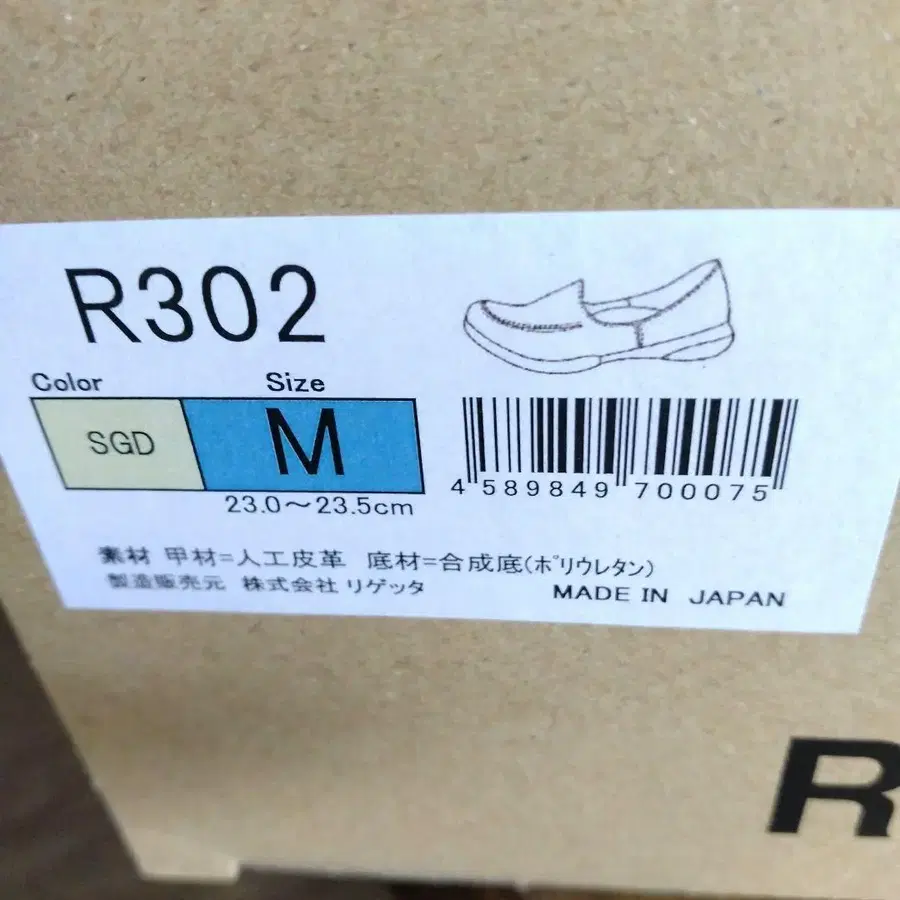 R302
Color Size
SGD M
23.0～23.5cm
4 589849 700075
素材 甲材=人工皮革 底材=合成底(ﾎﾟﾘｳﾚﾀﾝ)
製造販売元 株式会社 リゲッタ
MADE IN JAPAN
R